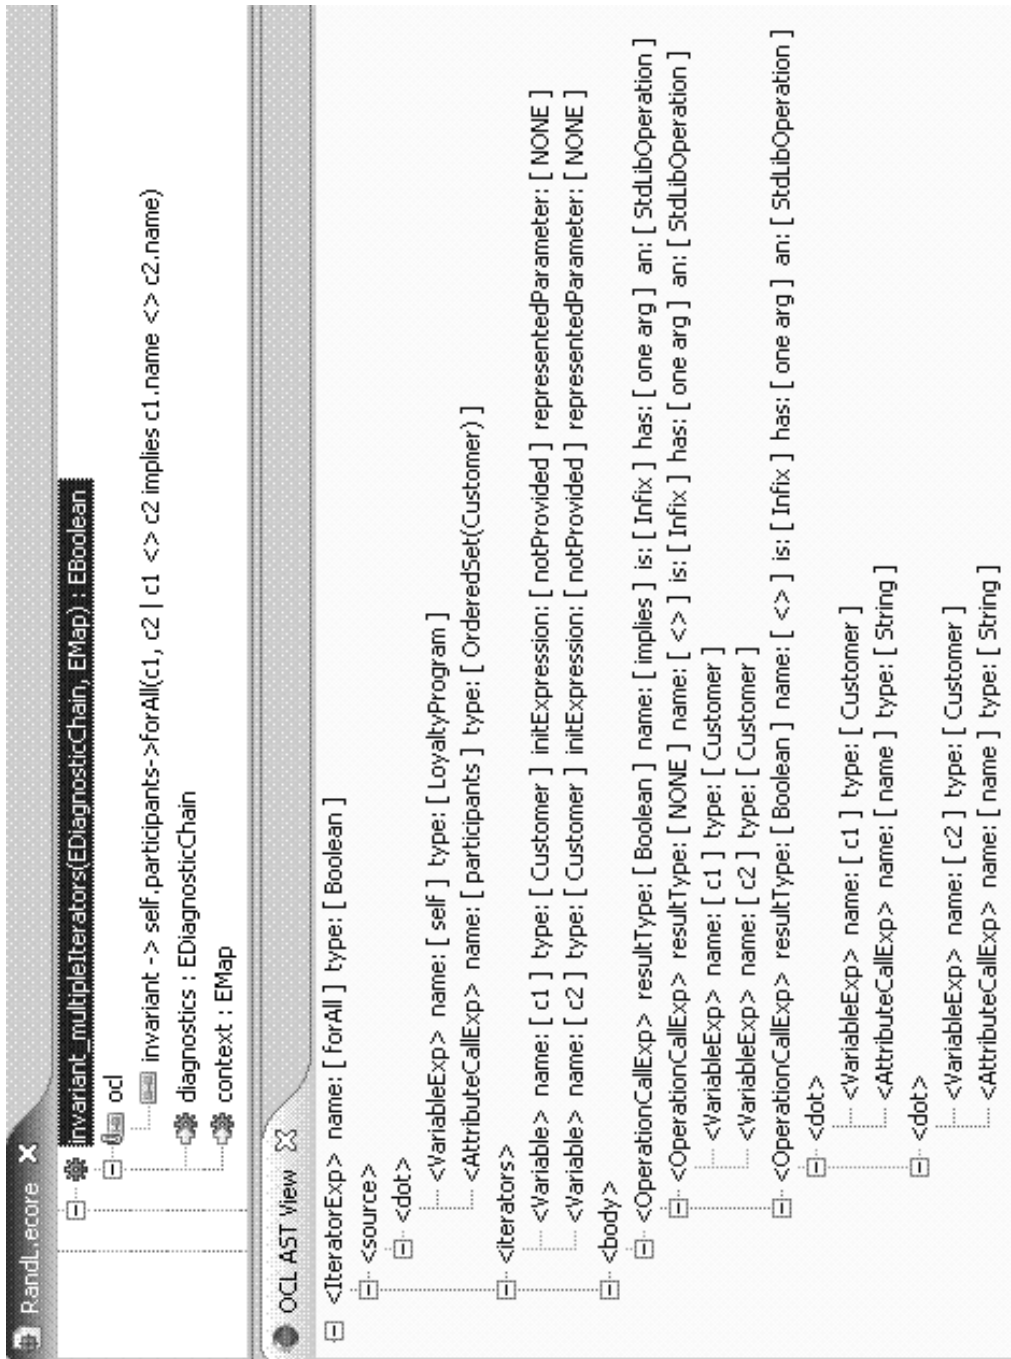 RandL.ecore
invariant_multipleIterators(EDiagnosticChain, EMap) : EBoolean
ocl
invariant -> self.participants->forAll(c1, c2 | c1 <> c2 implies c1.name <> c2.name)
diagnostics : EDiagnosticChain
context : EMap
OCL AST View
<IteratorExp> name: [ forAll ] type: [ Boolean ]
<source>
<dot>
<VariableExp> name: [ self ] type: [ LoyaltyProgram ]
<AttributeCallExp> name: [ participants ] type: [ OrderedSet(Customer) ]
<iterators>
<Variable> name: [ c1 ] type: [ Customer ] initExpression: [ notProvided ] representedParameter: [ NONE ]
<Variable> name: [ c2 ] type: [ Customer ] initExpression: [ notProvided ] representedParameter: [ NONE ]
<body>
<OperationCallExp> resultType: [ Boolean ] name: [ implies ] is: [ Infix ] has: [ one arg ] an: [ StdLibOperation ]
<OperationCallExp> resultType: [ NONE ] name: [ <> ] is: [ Infix ] has: [ one arg ] an: [ StdLibOperation ]
<VariableExp> name: [ c1 ] type: [ Customer ]
<VariableExp> name: [ c2 ] type: [ Customer ]
<OperationCallExp> resultType: [ Boolean ] name: [ <> ] is: [ Infix ] has: [ one arg ] an: [ StdLibOperation ]
<dot>
<VariableExp> name: [ c1 ] type: [ Customer ]
<AttributeCallExp> name: [ name ] type: [ String ]
<dot>
<VariableExp> name: [ c2 ] type: [ Customer ]
<AttributeCallExp> name: [ name ] type: [ String ]